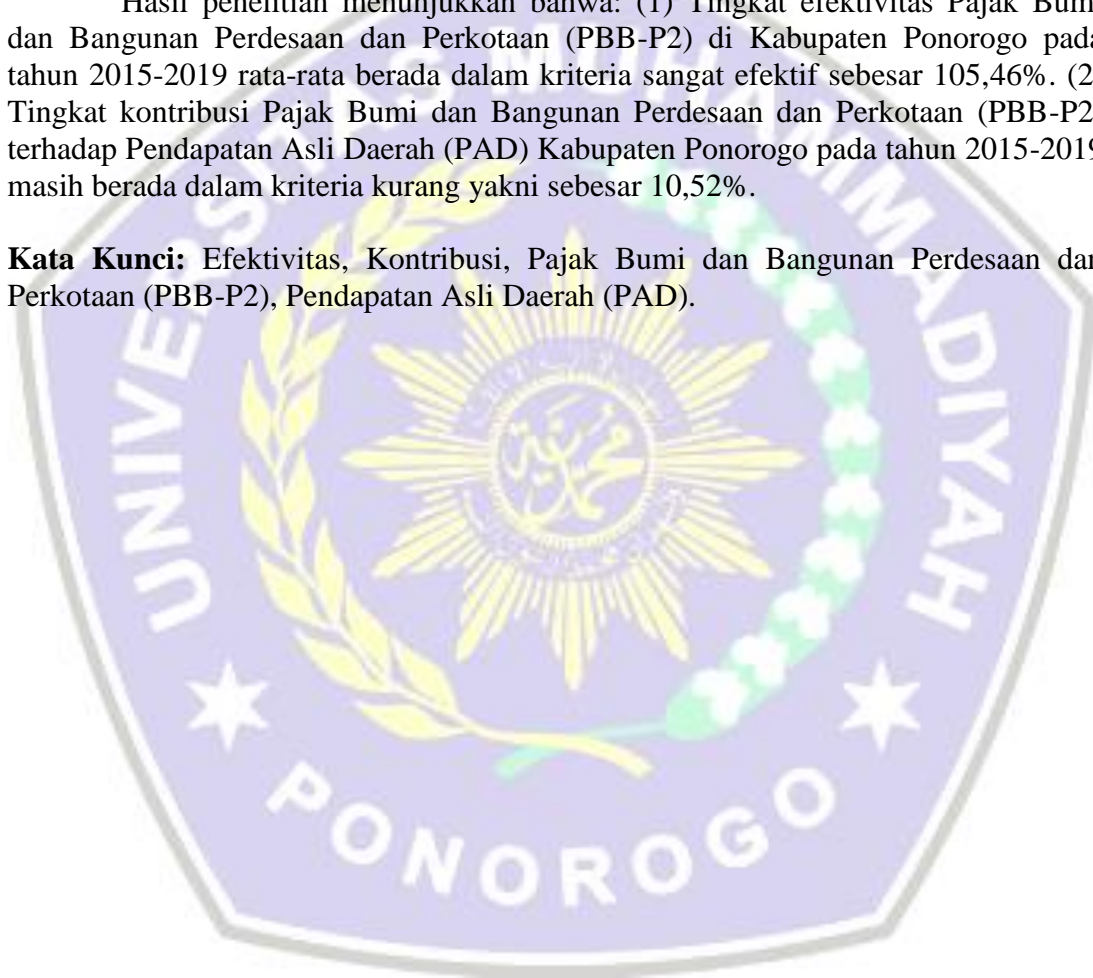 Hasil penelitian menunjukkan bahwa: (1) Tingkat efektivitas Pajak Bumi
dan Bangunan Perdesaan dan Perkotaan (PBB-P2) di Kabupaten Ponorogo pada
tahun 2015-2019 rata-rata berada dalam kriteria sangat efektif sebesar 105,46%. (2)
Tingkat kontribusi Pajak Bumi dan Bangunan Perdesaan dan Perkotaan (PBB-P2)
terhadap Pendapatan Asli Daerah (PAD) Kabupaten Ponorogo pada tahun 2015-2019
masih berada dalam kriteria kurang yakni sebesar 10,52%.
Kata Kunci: Efektivitas, Kontribusi, Pajak Bumi dan Bangunan Perdesaan dan
Perkotaan (PBB-P2), Pendapatan Asli Daerah (PAD).
UNIVERSITAS MUHAMMADIYAH
PONOROGO